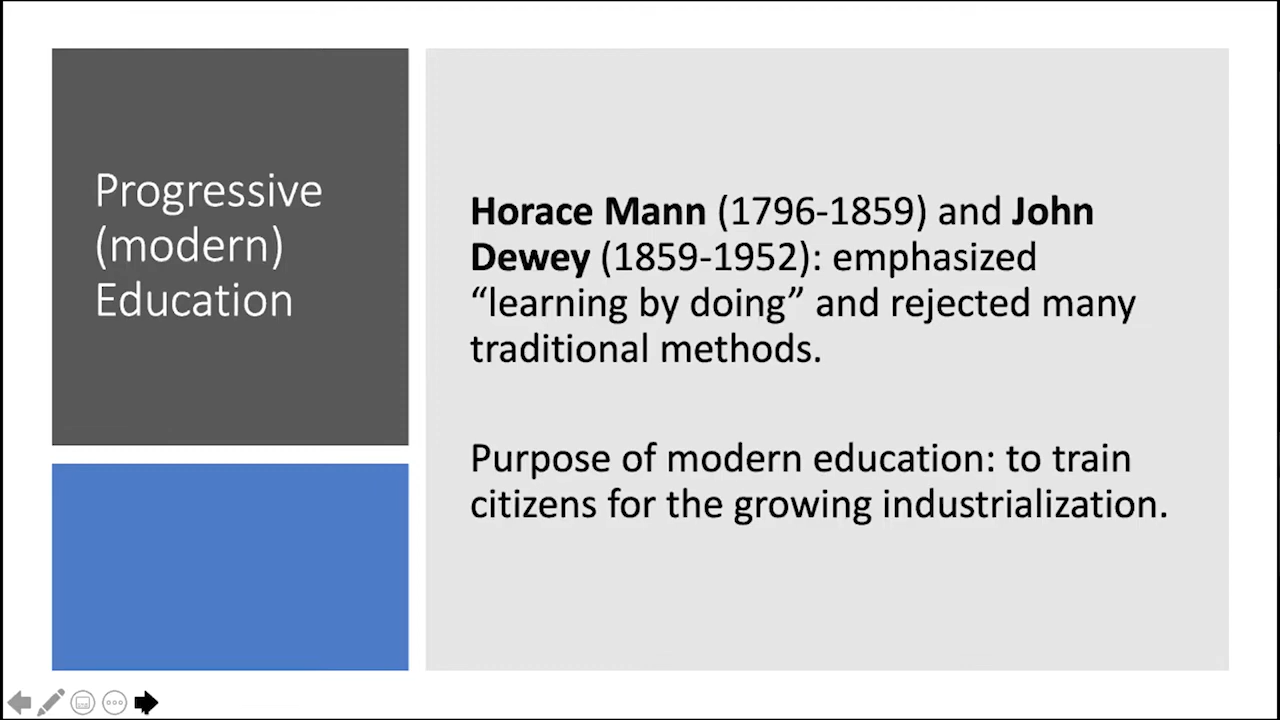 Progressive
(modern)
Education
Horace Mann (1796-1859) and John
Dewey (1859-1952): emphasized
“learning by doing” and rejected many
traditional methods.
Purpose of modern education: to train
citizens for the growing industrialization.